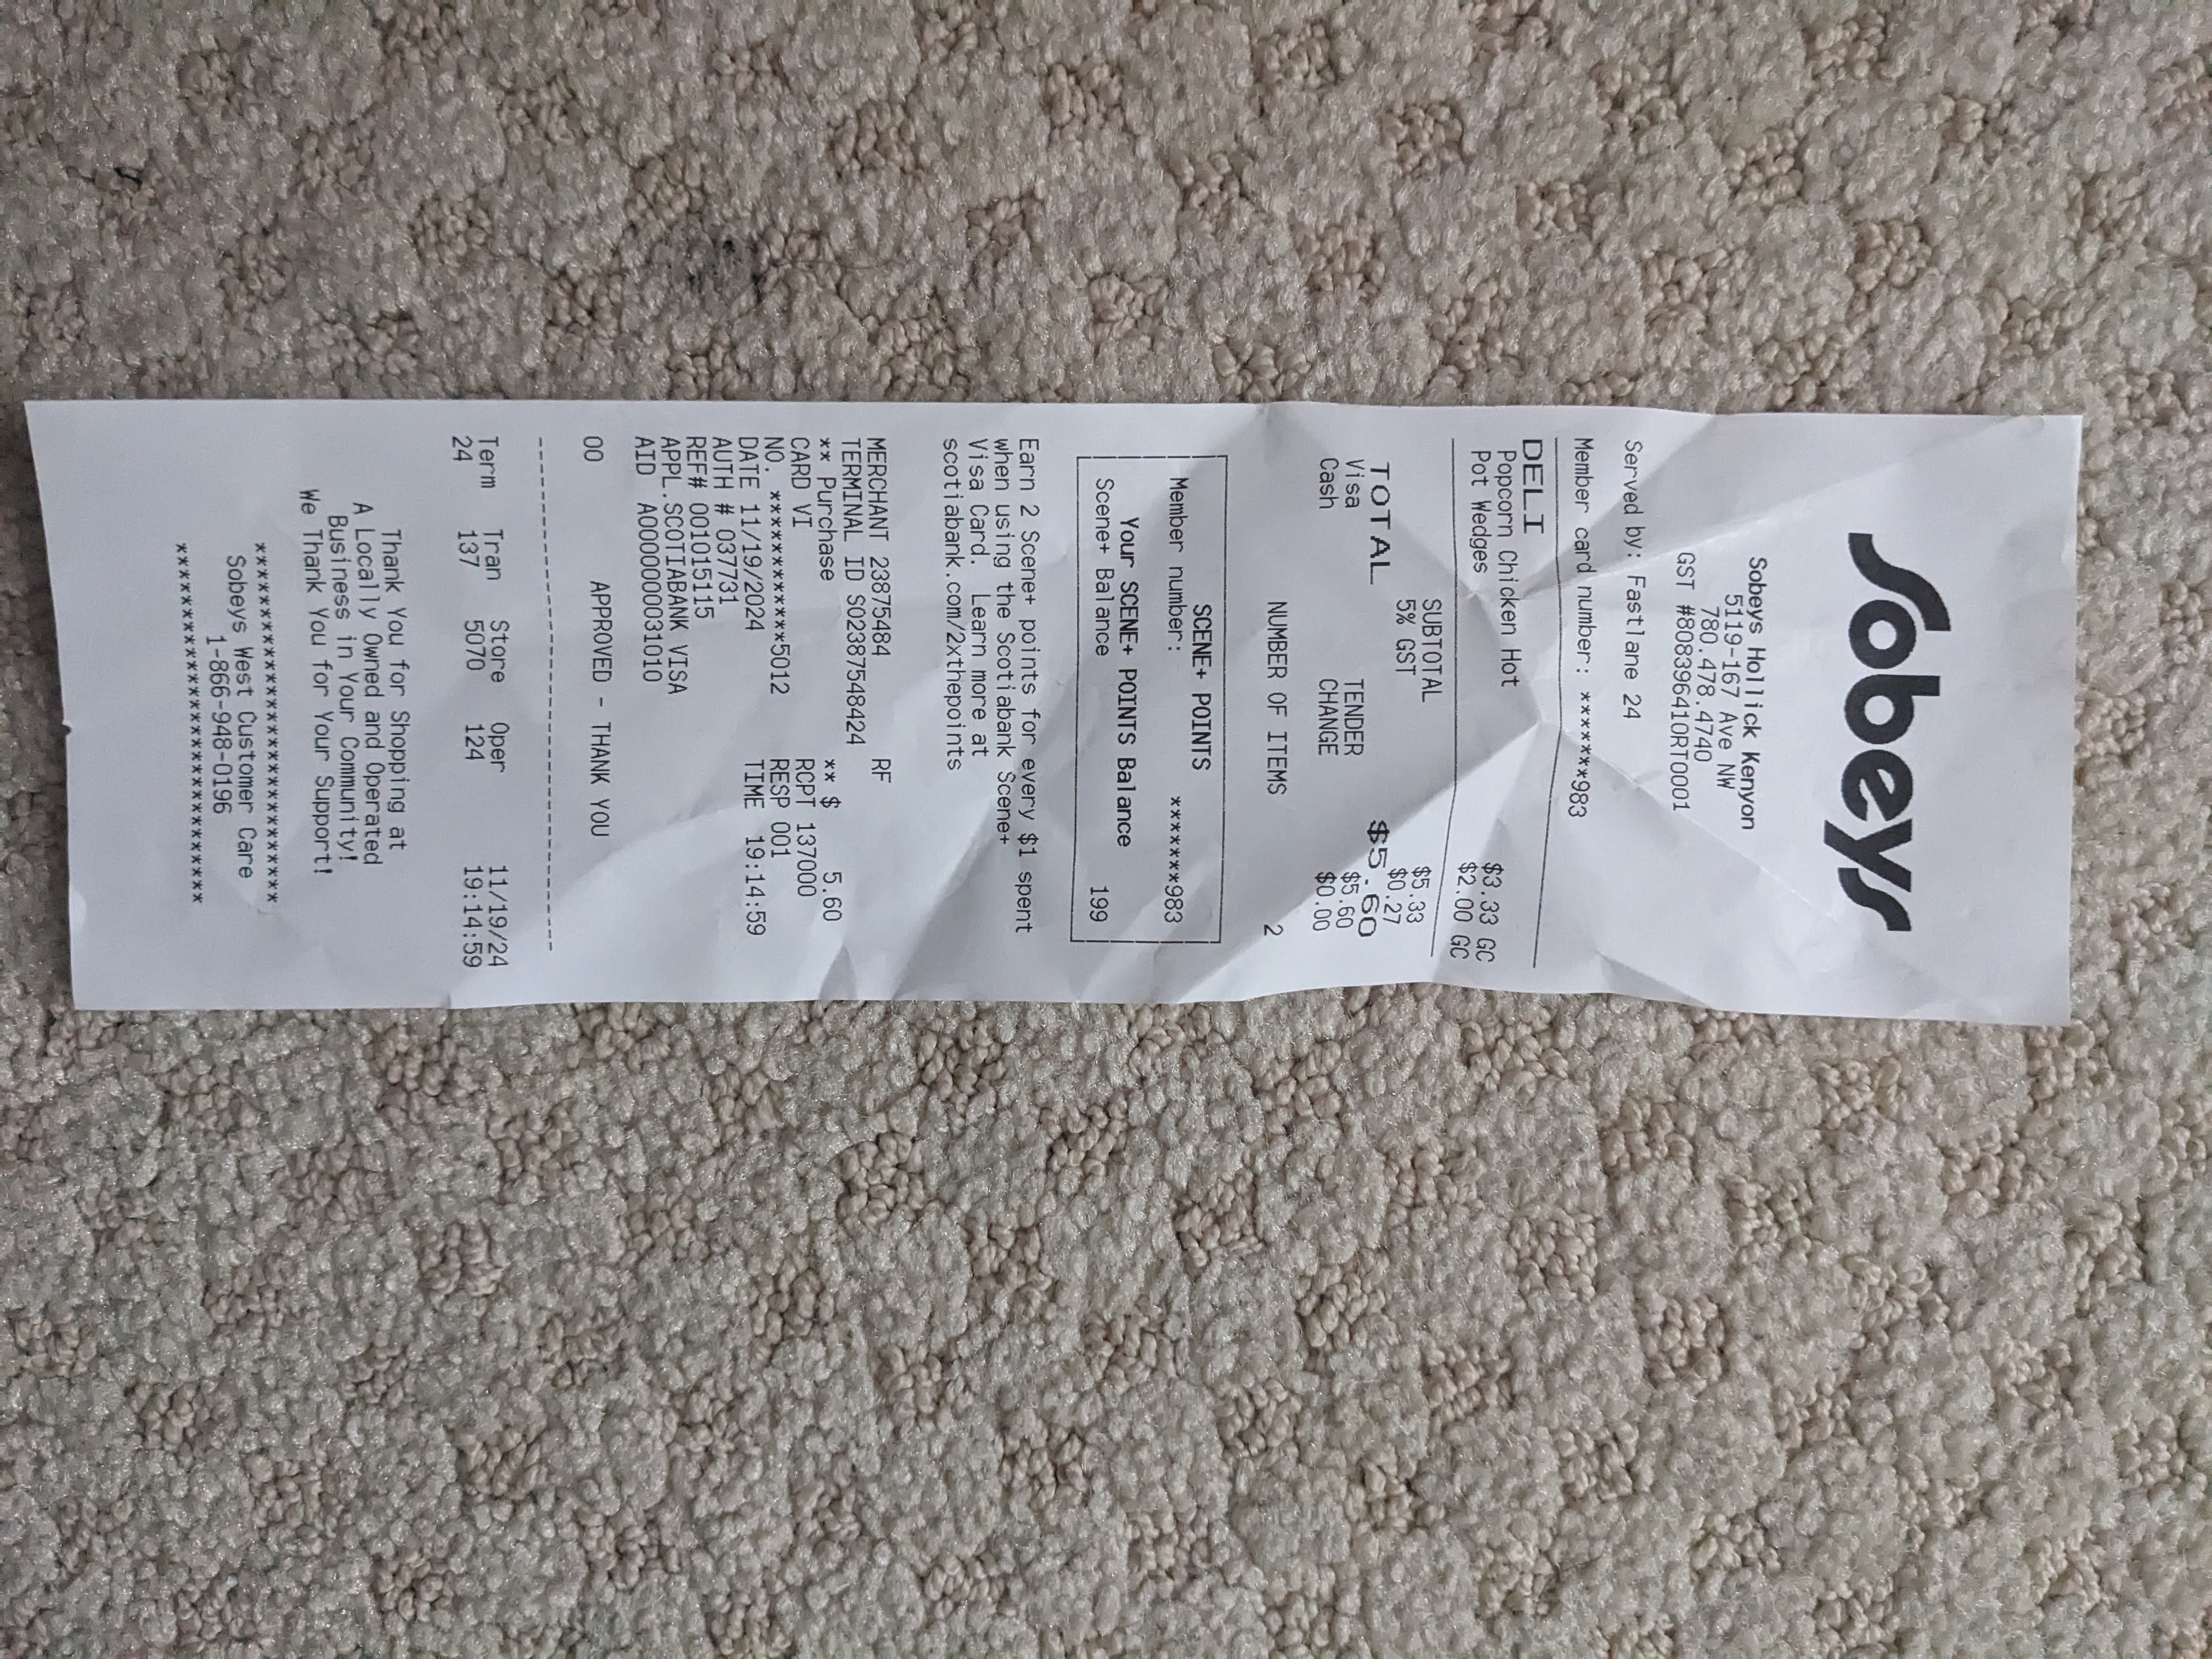 Sobeys
Sobeys Hollick Kenyon
5119-167 Ave NW
780.478.4740
GST #808396410RT0001
Served by: Fastlane 24
Member card number: ********983
DELI
Popcorn Chicken Hot $3.33 GC
Pot Wedges $2.00 GC
SUBTOTAL $5.33
5% GST $0.27
TOTAL $5.60
Visa TENDER $5.60
Cash CHANGE $0.00
NUMBER OF ITEMS 2
SCENE+ POINTS
Member number: ********983
Your SCENE+ POINTS Balance
Scene+ Balance 199
Earn 2 Scene+ points for every $1 spent
when using the Scotiabank Scene+
Visa Card. Learn more at
scotiabank.com/2xthepoints
MERCHANT 23875484 RF
TERMINAL ID S02387548424
** Purchase ** $ 5.60
CARD VI RCPT 137000
NO. ************5012 RESP 001
DATE 11/19/2024 TIME 19:14:59
AUTH # 037731
REF# 001015115
APPL.SCOTIABANK VISA
AID A0000000031010
00 APPROVED - THANK YOU
----------------------------------------
Term Tran Store Oper 11/19/24
24 137 5070 124 19:14:59
Thank You for Shopping at
A Locally Owned and Operated
Business in Your Community!
We Thank You for Your Support!
******************************
Sobeys West Customer Care
1-866-948-0196
******************************